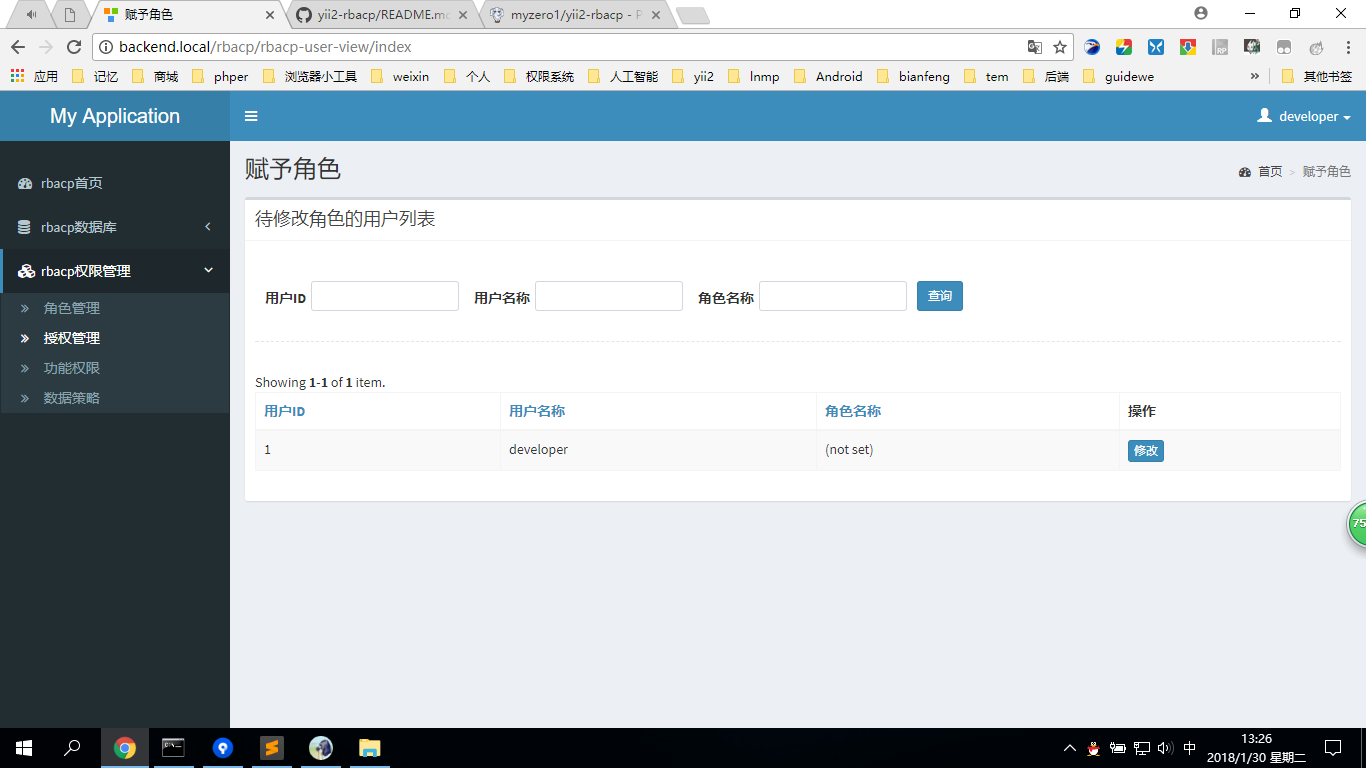 赋予角色
yii2-rbacp/README.md
myzero1/yii2-rbacp - P
backend.local/rbacp/rbacp-user-view/index
应用 记忆 商城 phper 浏览器小工具 weixin 个人 权限系统 人工智能 yii2 lnmp Android bianfeng tem 后端 guidewe » 其他书签
My Application
developer
赋予角色
首页 > 赋予角色
rbacp首页
rbacp数据库
rbacp权限管理
角色管理
授权管理
功能权限
数据策略
待修改角色的用户列表
用户ID 用户名称 角色名称 查询
Showing 1-1 of 1 item.
用户ID 用户名称 角色名称 操作
1 developer (not set) 修改
75
中
13:26
2018/1/30 星期二